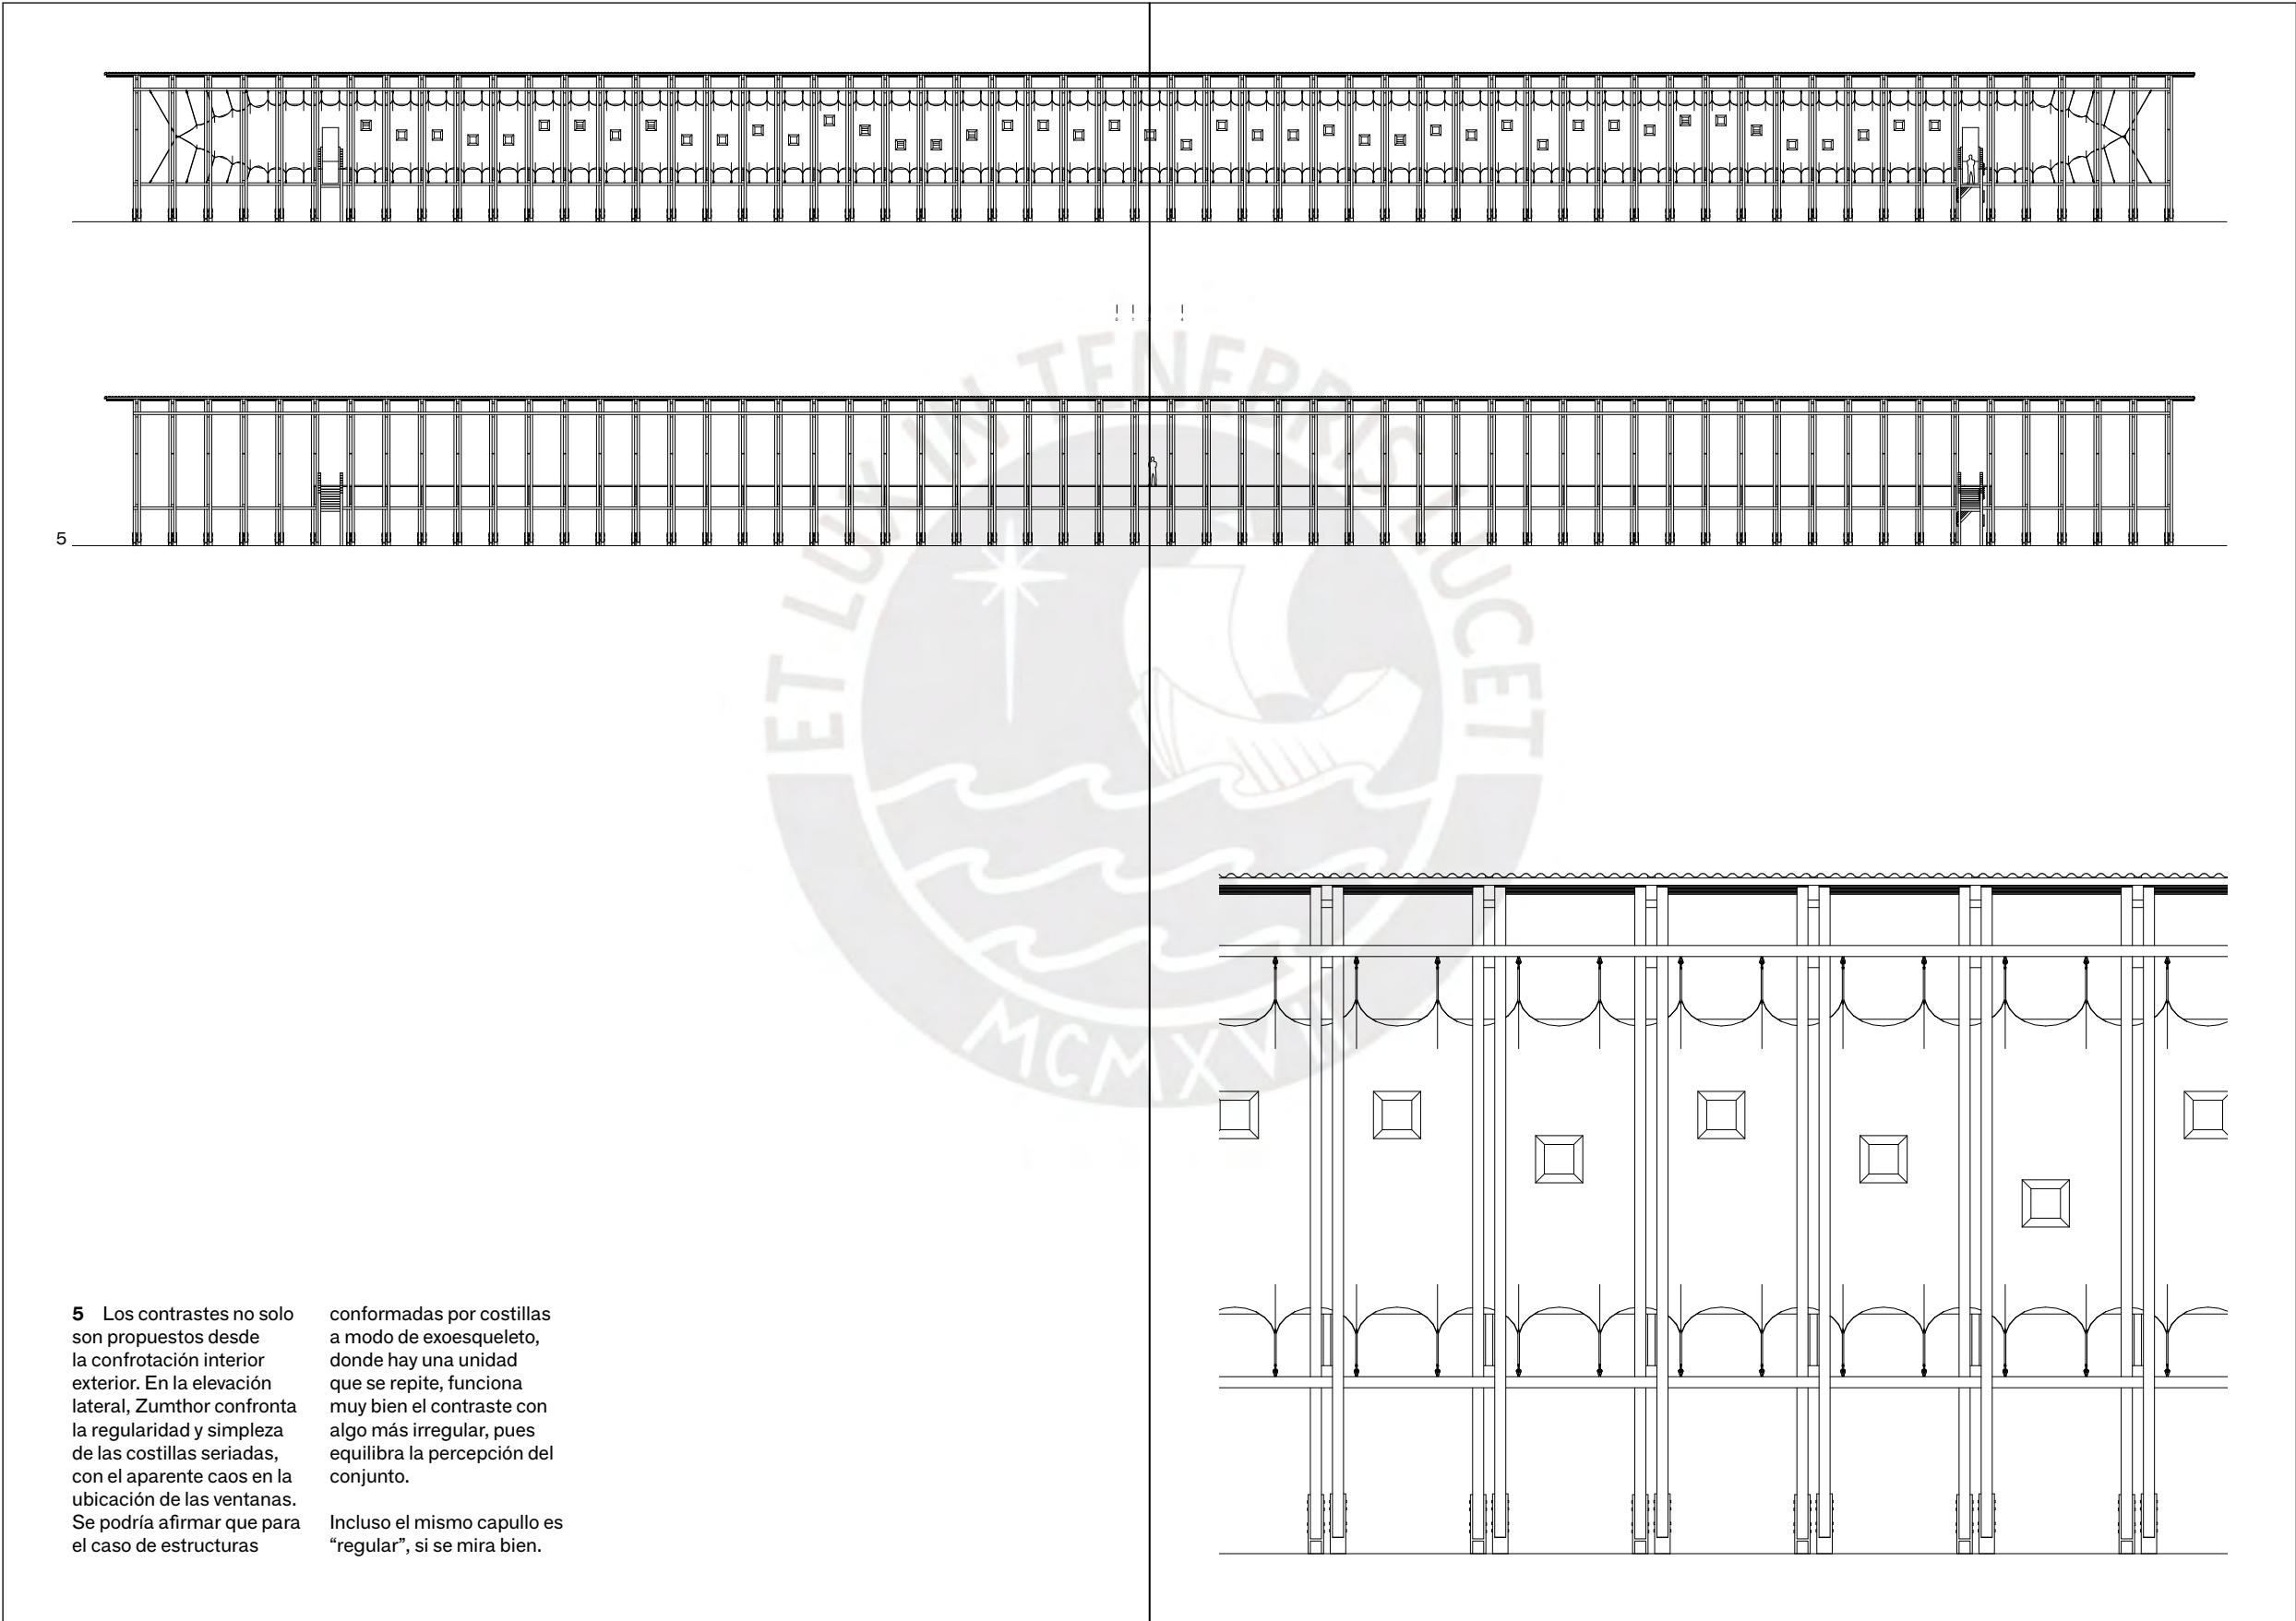 0 1 2 4
5
ET LUX IN TENEBRIS LUCET
MCMXVII
5 Los contrastes no solo
son propuestos desde
la confrotación interior
exterior. En la elevación
lateral, Zumthor confronta
la regularidad y simpleza
de las costillas seriadas,
con el aparente caos en la
ubicación de las ventanas.
Se podría afirmar que para
el caso de estructuras
conformadas por costillas
a modo de exoesqueleto,
donde hay una unidad
que se repite, funciona
muy bien el contraste con
algo más irregular, pues
equilibra la percepción del
conjunto.
Incluso el mismo capullo es
“regular”, si se mira bien.